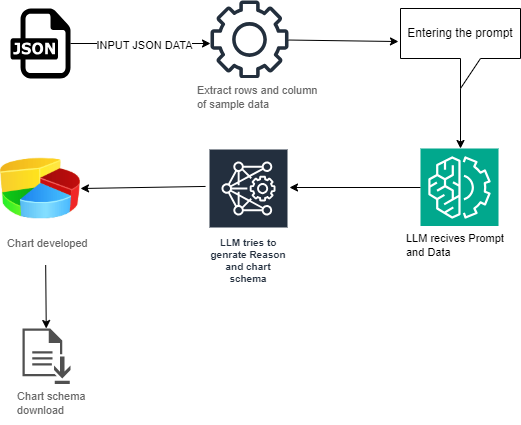 JSON
INPUT JSON DATA
Entering the prompt
Extract rows and column
of sample data
LLM recives Prompt
and Data
LLM tries to
genrate Reason
and chart
schema
Chart developed
Chart schema
download